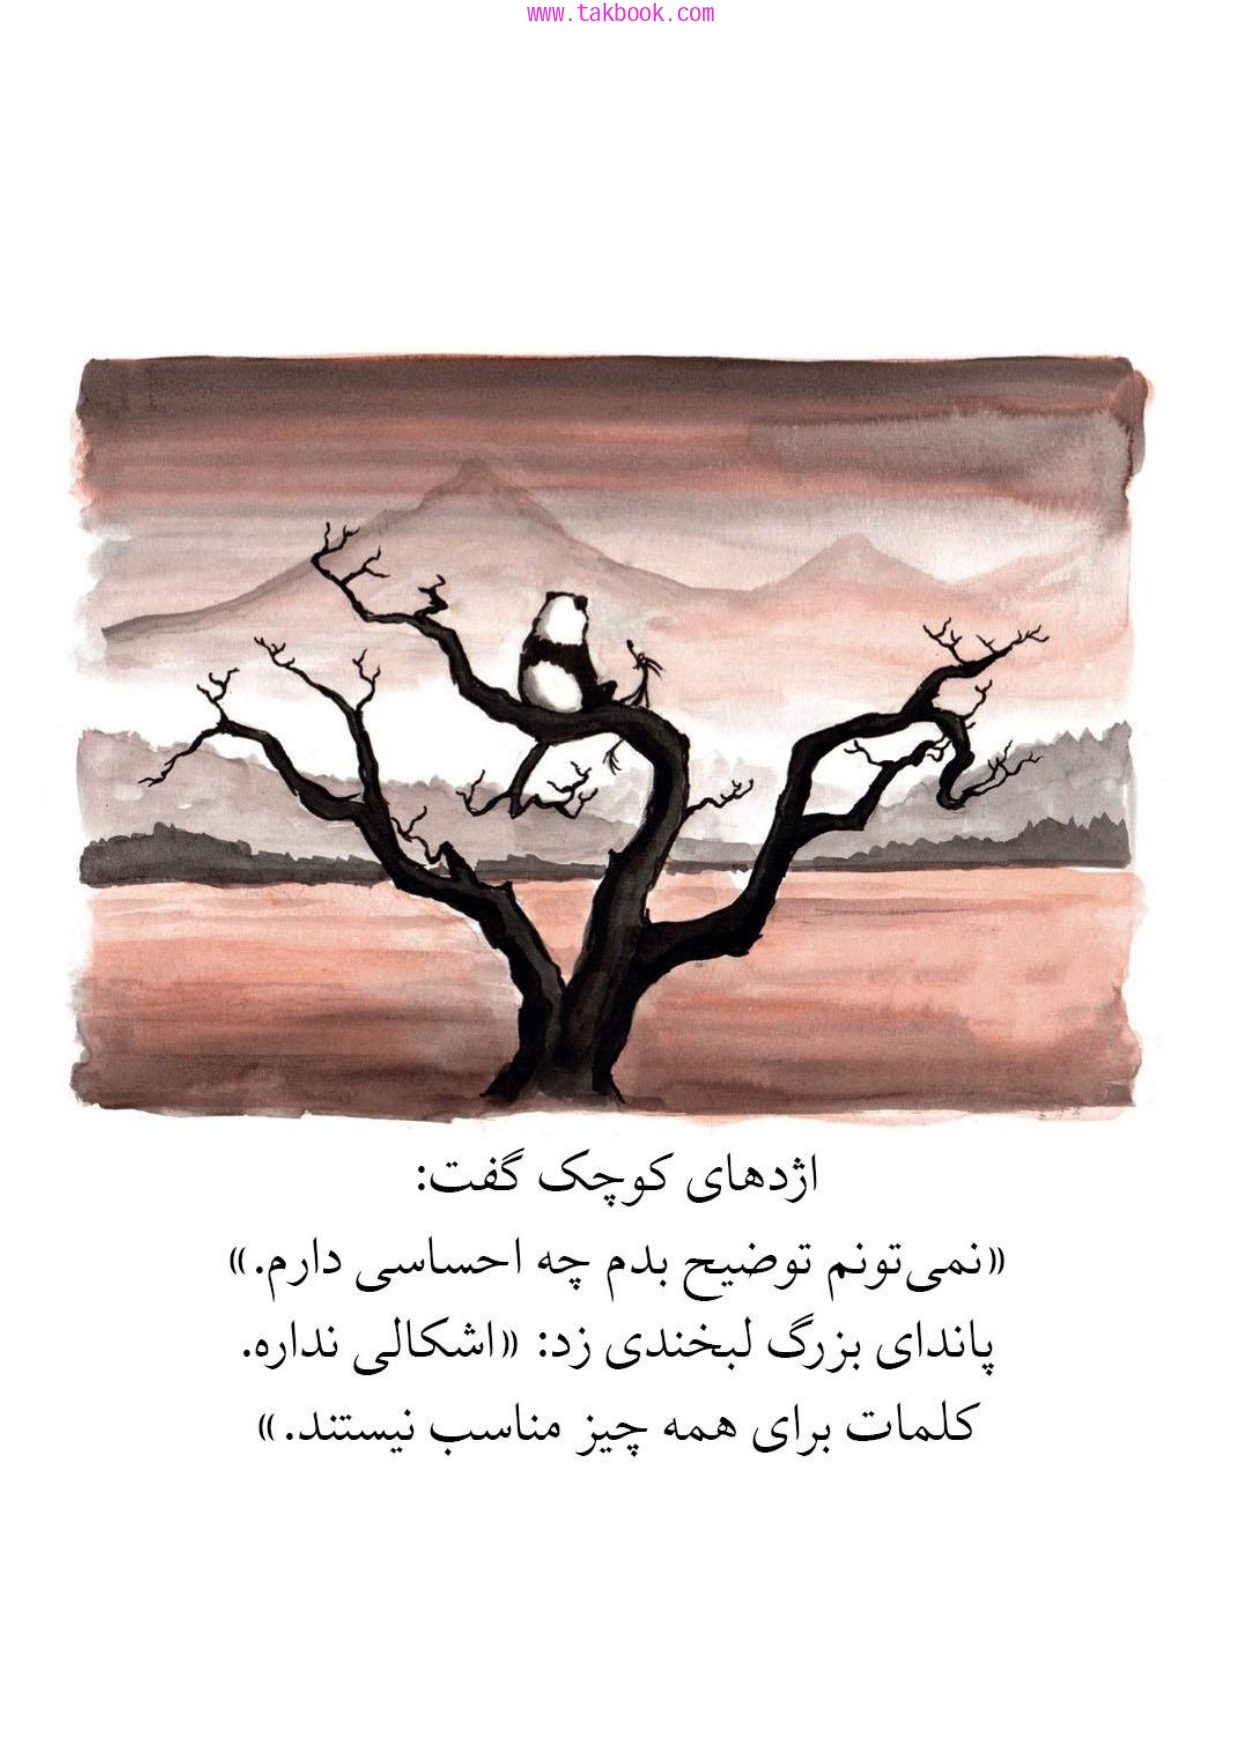 www.takbook.com
اژدهای کوچک گفت:
«نمی‌تونم توضیح بدم چه احساسی دارم.»
پاندای بزرگ لبخندی زد: «اشکالی نداره.
کلمات برای همه چیز مناسب نیستند.»